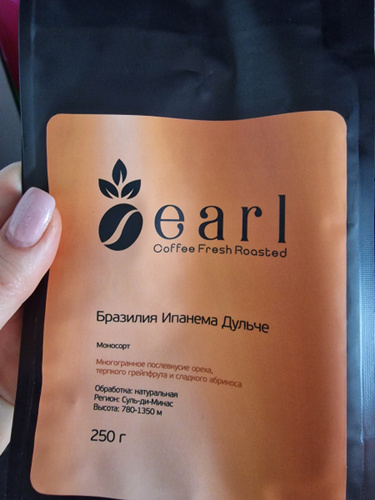 earl
Coffee Fresh Roasted
Бразилия Ипанема Дульче
Моносорт
Многогранное послевкусие ореха,
терпкого грейпфрута и сладкого абрикоса
Обработка: натуральная
Регион: Суль-ди-Минас
Высота: 780-1350 м
250 г